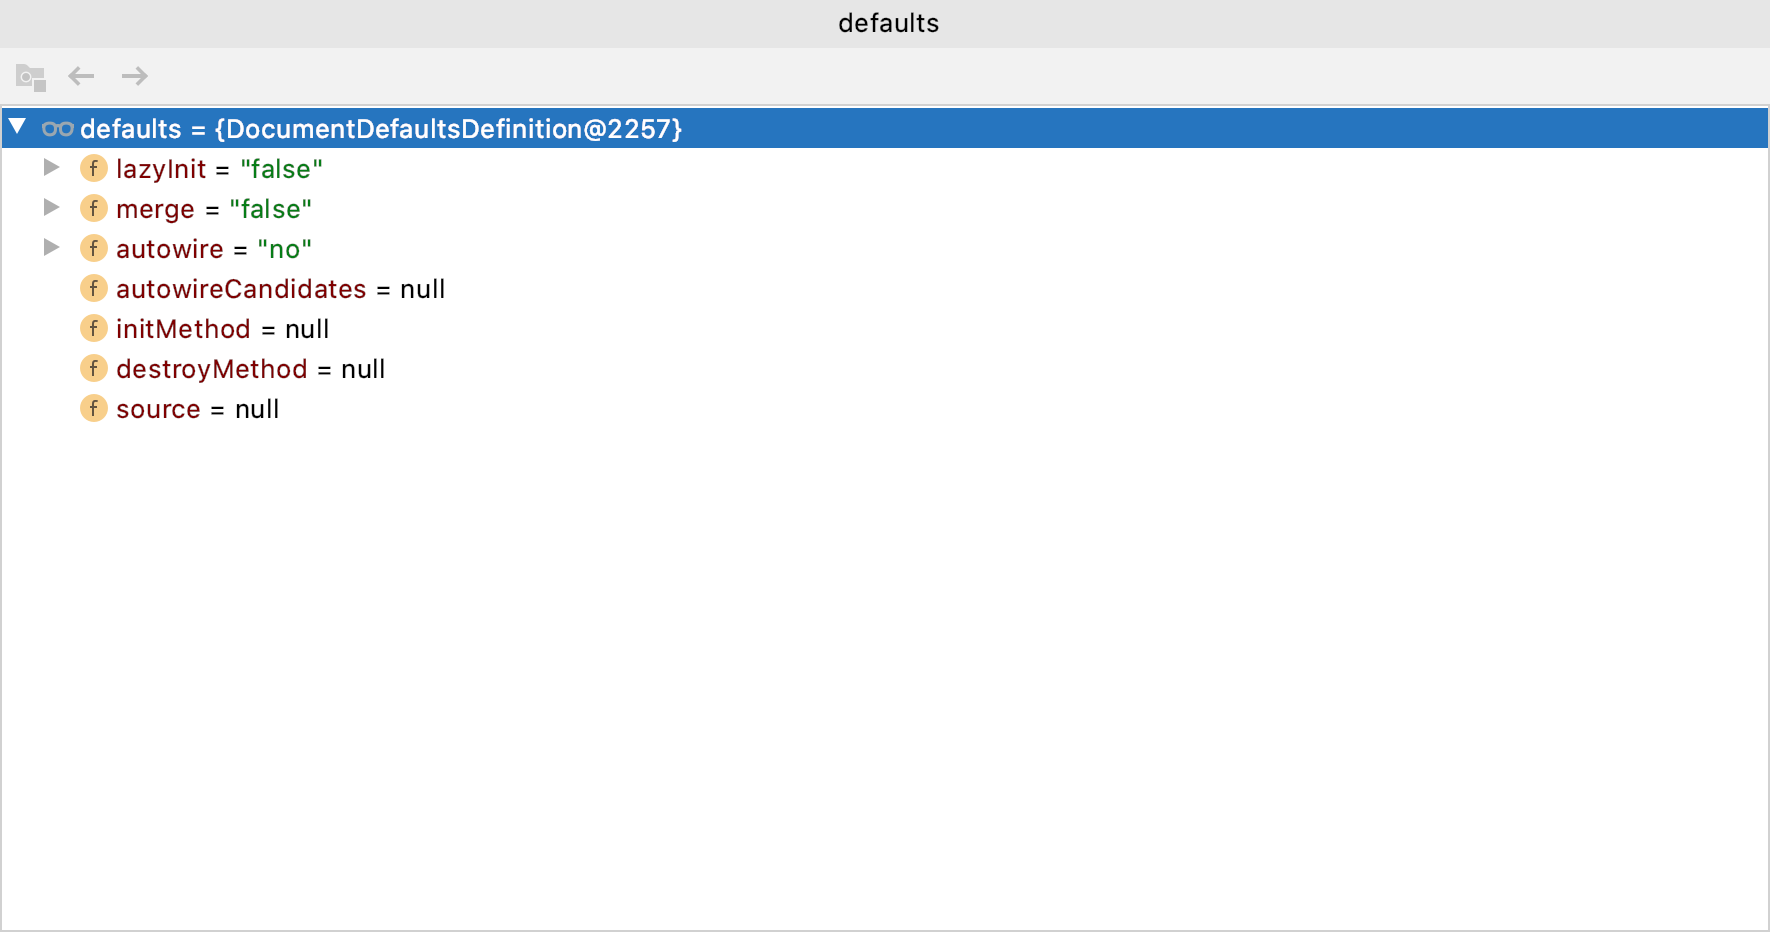 defaults
defaults = {DocumentDefaultsDefinition@2257}
f lazyInit = "false"
f merge = "false"
f autowire = "no"
f autowireCandidates = null
f initMethod = null
f destroyMethod = null
f source = null